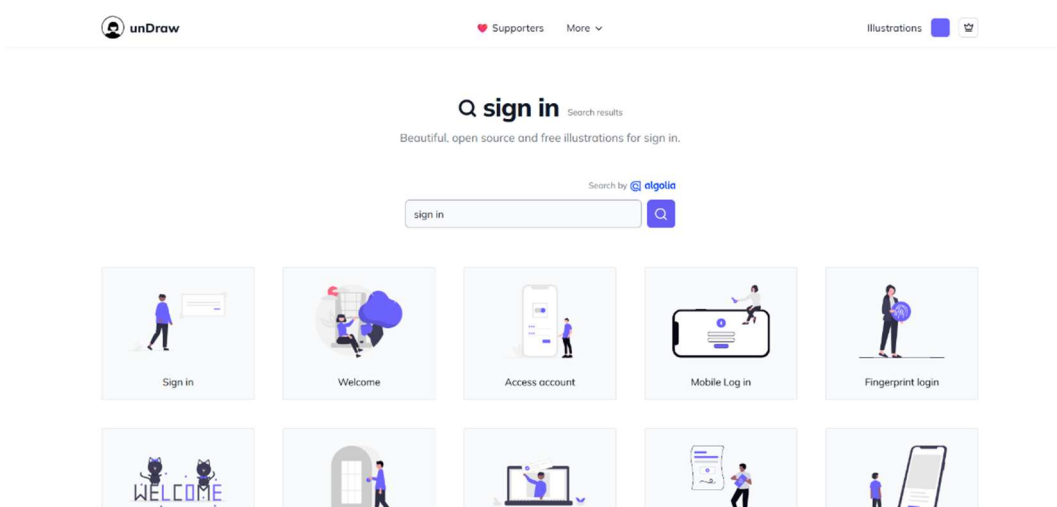 unDraw
Supporters More
Illustrations
sign in Search results
Beautiful, open source and free illustrations for sign in.
Search by algolia
sign in
Sign in
Welcome
Access account
Mobile Log in
Fingerprint login
WELCOME